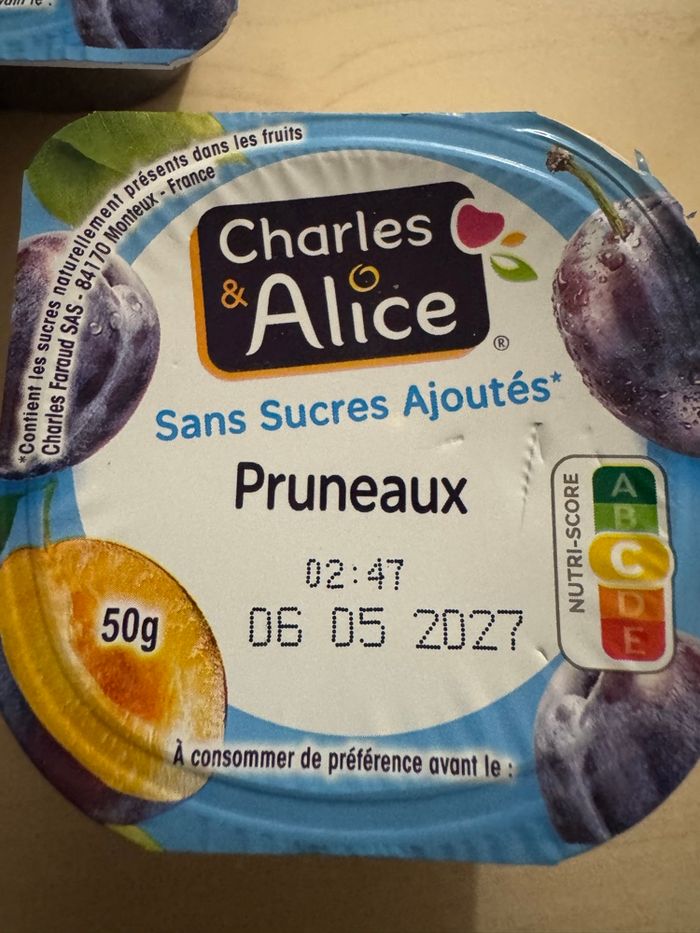 *Contient les sucres naturellement présents dans les fruits
Charles Faraud SAS - 84170 Monteux - France
Charles
& Alice
®
Sans Sucres Ajoutés*
Pruneaux
02:47
06 05 2027
50g
NUTRI-SCORE
A
B
C
D
E
À consommer de préférence avant le :